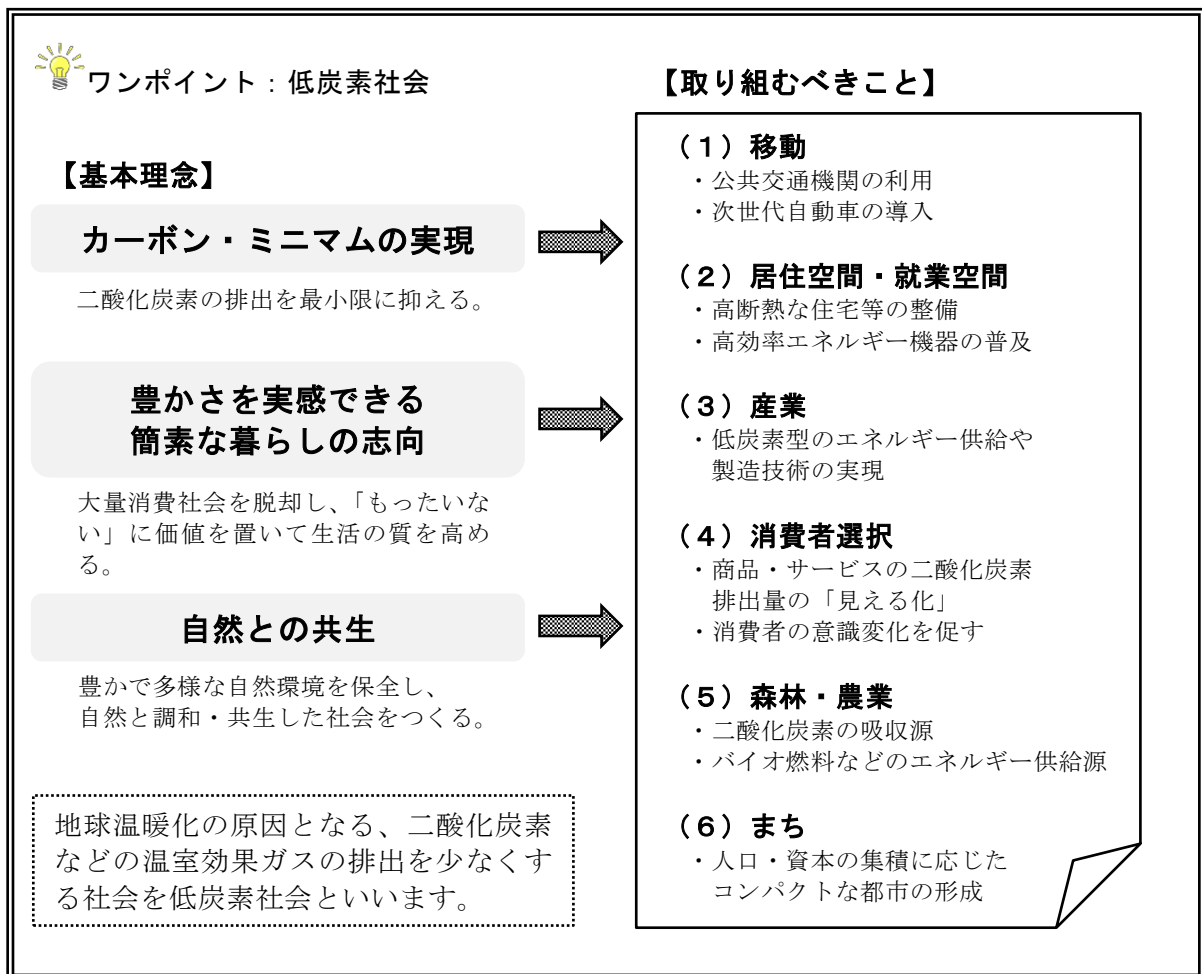 ワンポイント：低炭素社会
【基本理念】
カーボン・ミニマムの実現
二酸化炭素の排出を最小限に抑える。
豊かさを実感できる
簡素な暮らしの志向
大量消費社会を脱却し、「もったいな
い」に価値を置いて生活の質を高め
る。
自然との共生
豊かで多様な自然環境を保全し、
自然と調和・共生した社会をつくる。
地球温暖化の原因となる、二酸化炭素
などの温室効果ガスの排出を少なくす
る社会を低炭素社会といいます。
【取り組むべきこと】
（１）移動
・公共交通機関の利用
・次世代自動車の導入
（２）居住空間・就業空間
・高断熱な住宅等の整備
・高効率エネルギー機器の普及
（３）産業
・低炭素型のエネルギー供給や
製造技術の実現
（４）消費者選択
・商品・サービスの二酸化炭素
排出量の「見える化」
・消費者の意識変化を促す
（５）森林・農業
・二酸化炭素の吸収源
・バイオ燃料などのエネルギー供給源
（６）まち
・人口・資本の集積に応じた
コンパクトな都市の形成